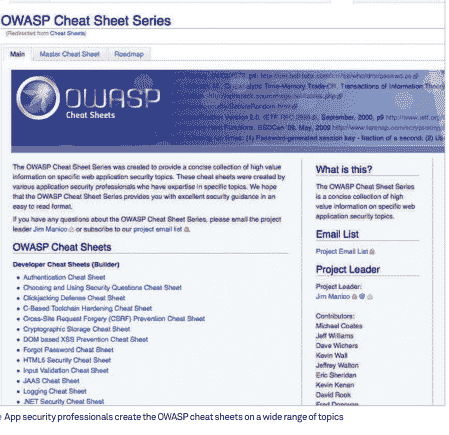 OWASP Cheat Sheet Series
(Redirected from Cheat Sheets)
Main
Master Cheat Sheet
Roadmap
OWASP
Cheat Sheets
The OWASP Cheat Sheet Series was created to provide a concise collection of high value
information on specific web application security topics. These cheat sheets were created by
various application security professionals who have expertise in specific topics. We hope
that the OWASP Cheat Sheet Series provides you with excellent security guidance in an
easy to read format.
If you have any questions about the OWASP Cheat Sheet Series, please email the project
leader Jim Manico or subscribe to our project email list.
OWASP Cheat Sheets
Developer Cheat Sheets (Builder)
Authentication Cheat Sheet
Choosing and Using Security Questions Cheat Sheet
Clickjacking Defense Cheat Sheet
C-Based Toolchain Hardening Cheat Sheet
Cross-Site Request Forgery (CSRF) Prevention Cheat Sheet
Cryptographic Storage Cheat Sheet
DOM based XSS Prevention Cheat Sheet
Forgot Password Cheat Sheet
HTML5 Security Cheat Sheet
Input Validation Cheat Sheet
JAAS Cheat Sheet
Logging Cheat Sheet
.NET Security Cheat Sheet
What is this?
The OWASP Cheat Sheet Series
is a concise collection of high
value information on specific web
application security topics.
Email List
Project Email List
Project Leader
Project Leader:
Jim Manico
Contributors:
Michael Coates
Jeff Williams
Dave Wichers
Kevin Wall
Jeffrey Walton
Eric Sheridan
Kevin Kenan
David Rook
App security professionals create the OWASP cheat sheets on a wide range of topics